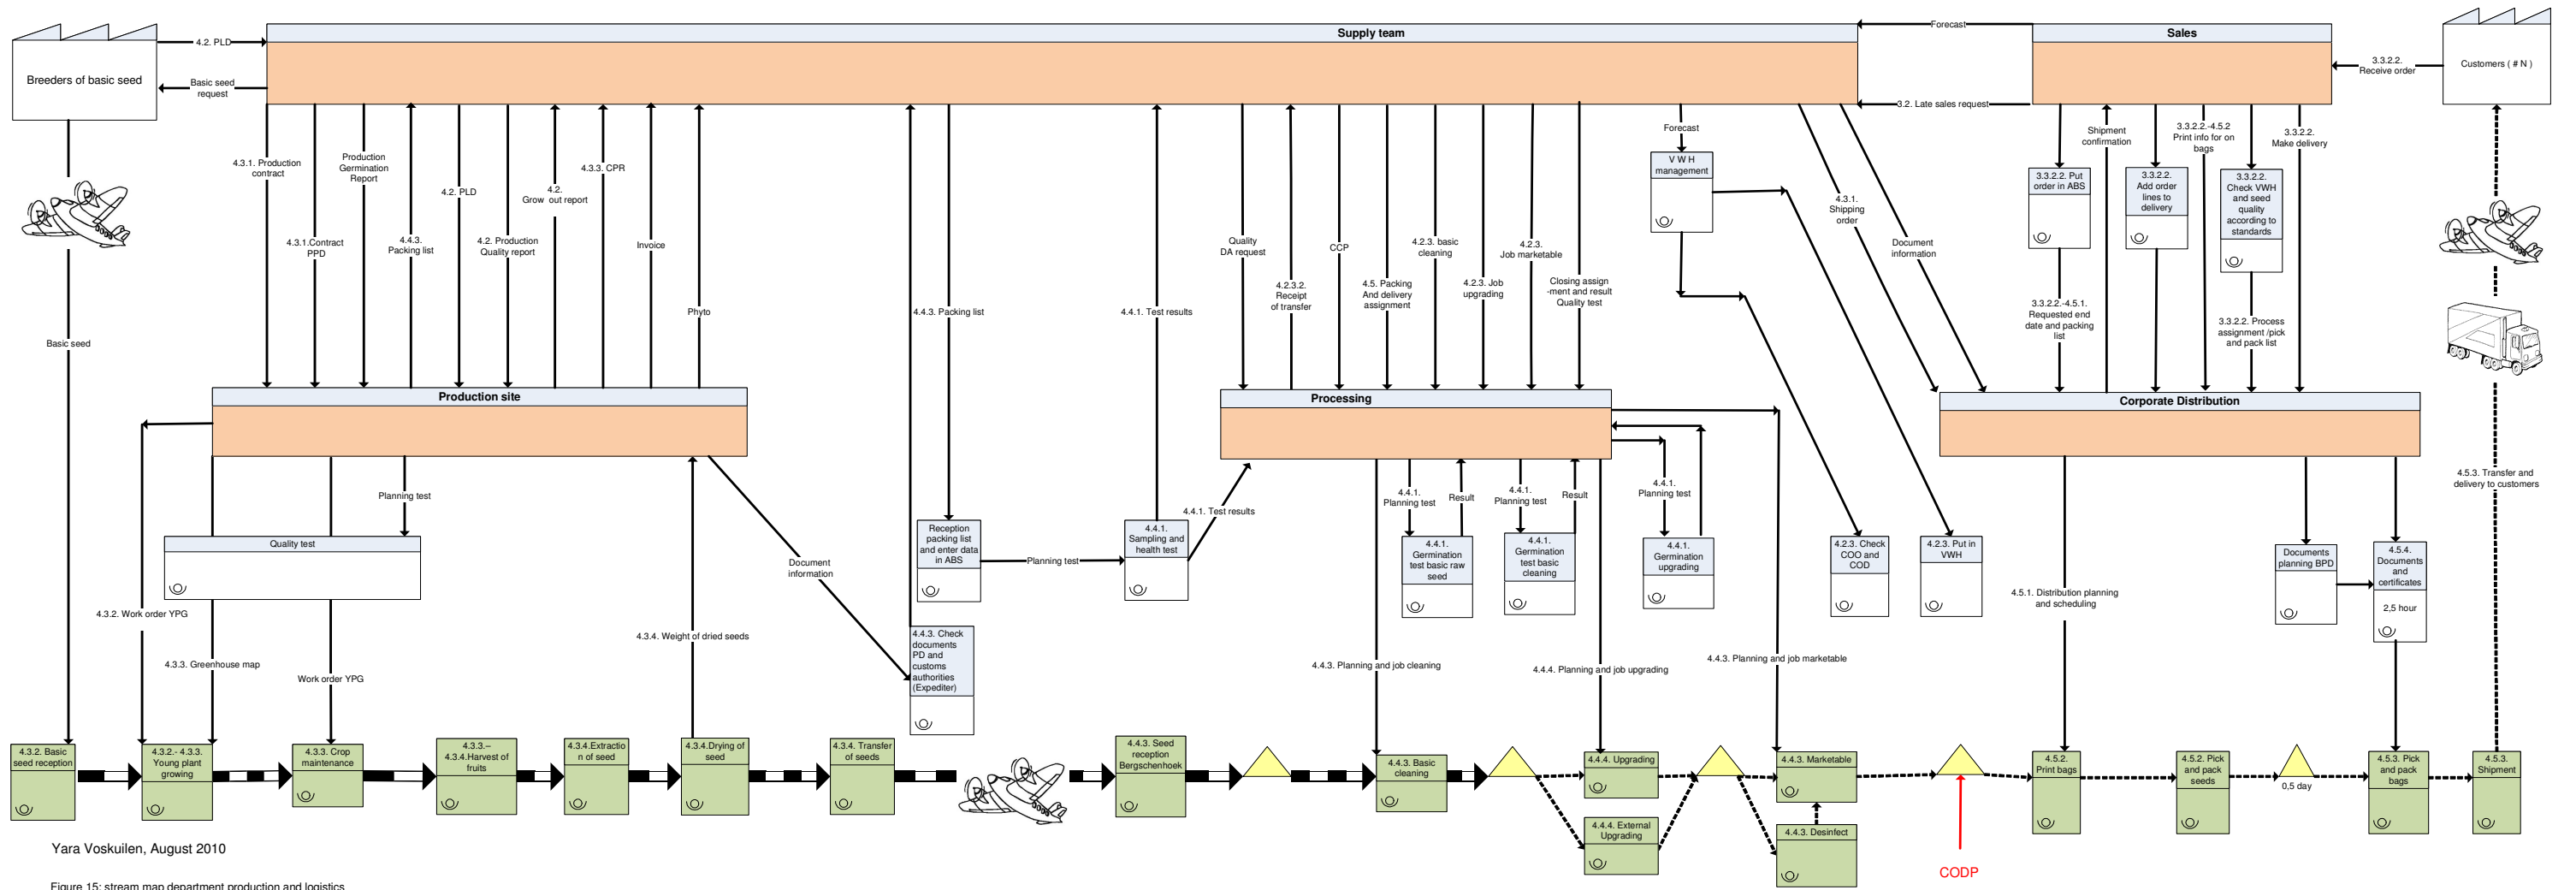 Supply team
Forecast
Sales
4.2. PLD
Breeders of basic seed
Basic seed
request
3.3.2.2.
Receive order
Customers ( # N )
3.2. Late sales request
4.3.1. Production
contract
4.3.1.Contract
PPD
Production
Germination
Report
4.4.3.
Packing list
4.2. PLD
4.2. Production
Quality report
4.2.
Grow out report
4.3.3. CPR
Invoice
Phyto
4.4.3. Packing list
4.4.1. Test results
Quality
DA request
4.2.3.2.
Receipt
of transfer
CCP
4.5. Packing
And delivery
assignment
4.2.3. basic
cleaning
4.2.3. Job
upgrading
4.2.3.
Job marketable
Closing assign
-ment and result
Quality test
Forecast
V W H
management
4.3.1.
Shipping
order
Document
information
3.3.2.2. Put
order in ABS
3.3.2.2.-4.5.1.
Requested end
date and packing
list
Shipment
confirmation
3.3.2.2.
Add order
lines to
delivery
3.3.2.2.-4.5.2
Print info for on
bags
3.3.2.2.
Check VWH
and seed
quality
according to
standards
3.3.2.2. Process
assignment /pick
and pack list
3.3.2.2.
Make delivery
Basic seed
Production site
Processing
Corporate Distribution
Planning test
Quality test
4.3.2. Work order YPG
4.3.3. Greenhouse map
Work order YPG
4.3.4. Weight of dried seeds
Document
information
Reception
packing list
and enter data
in ABS
Planning test
4.4.1.
Sampling and
health test
4.4.1. Test results
4.4.3. Check
documents
PD and
customs
authorities
(Expediter)
4.4.1.
Planning test
Result
4.4.1.
Planning test
Result
4.4.1.
Planning test
4.4.1.
Germination
test basic raw
seed
4.4.1.
Germination
test basic
cleaning
4.4.1.
Germination
upgrading
4.2.3. Check
COO and
COD
4.2.3. Put in
VWH
4.4.3. Planning and job cleaning
4.4.4. Planning and job upgrading
4.4.3. Planning and job marketable
4.5.1. Distribution planning
and scheduling
Documents
planning BPD
4.5.4.
Documents
and
certificates
2,5 hour
4.5.3. Transfer and
delivery to customers
4.3.2. Basic
seed reception
4.3.2.- 4.3.3.
Young plant
growing
4.3.3. Crop
maintenance
4.3.3.–
4.3.4.Harvest of
fruits
4.3.4.Extractio
n of seed
4.3.4.Drying of
seed
4.3.4. Transfer
of seeds
4.4.3. Seed
reception
Bergschenhoek
4.4.3. Basic
cleaning
4.4.4. Upgrading
4.4.4. External
Upgrading
4.4.3. Marketable
4.4.3. Desinfect
CODP
4.5.2.
Print bags
4.5.2. Pick
and pack
seeds
0,5 day
4.5.3. Pick
and pack
bags
4.5.3.
Shipment
Yara Voskuilen, August 2010
Figure 15: stream map department production and logistics